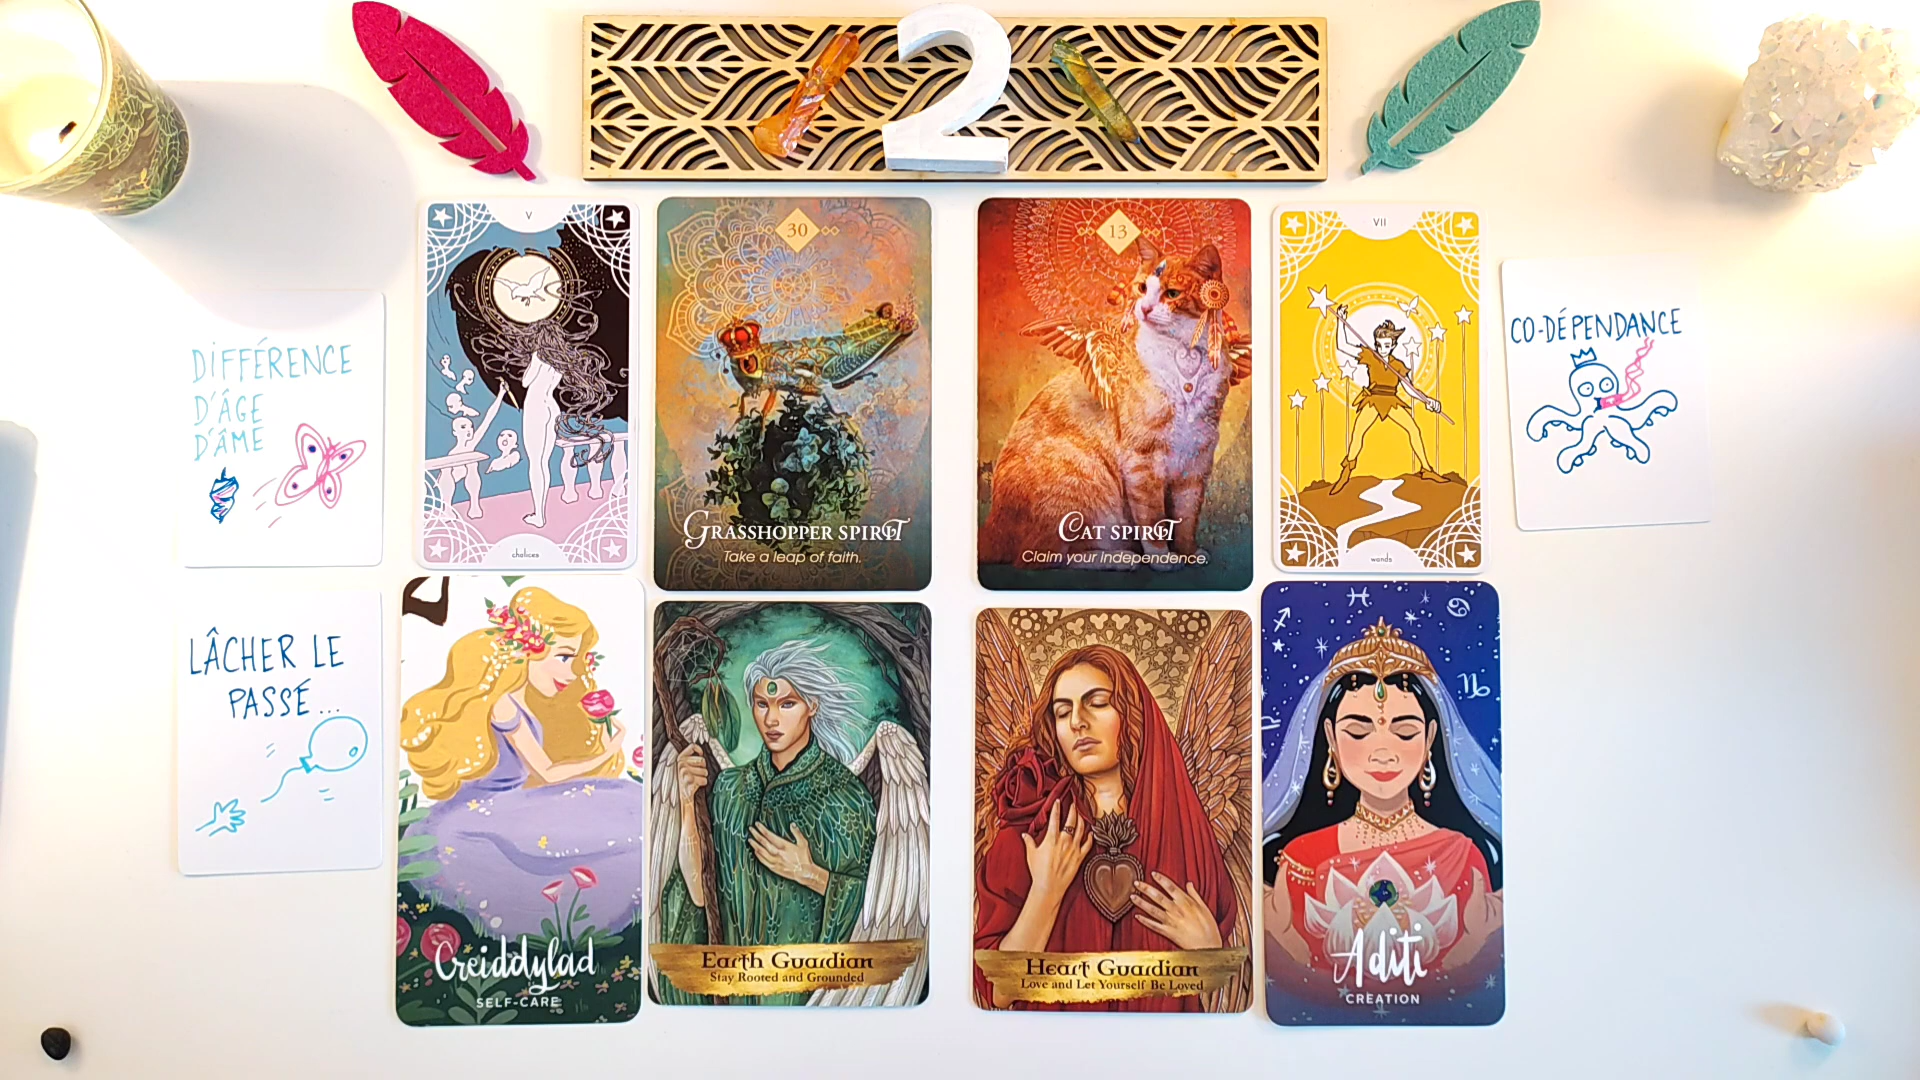 2
V
chalices
30
GRASSHOPPER SPIRIT
Take a leap of faith.
13
CAT SPIRIT
Claim your independence.
VII
wands
CO-DÉPENDANCE
DIFFÉRENCE
D'ÂGE
D'ÂME
LÂCHER LE
PASSÉ...
Creiddylad
SELF-CARE
Earth Guardian
Stay Rooted and Grounded
Heart Guardian
Love and Let Yourself Be Loved
Aditi
CREATION